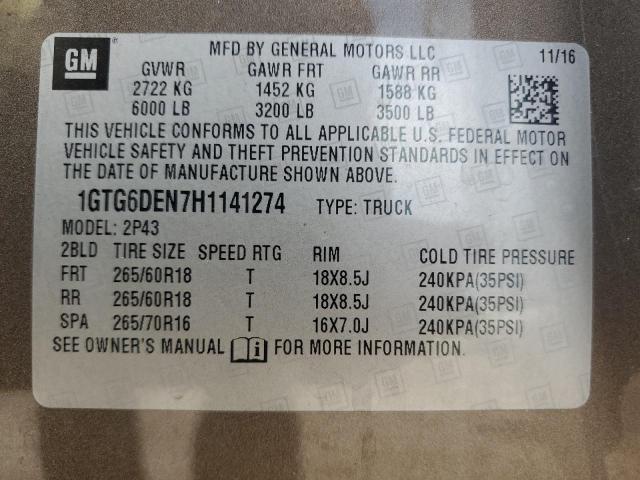 GM
MFD BY GENERAL MOTORS LLC 11/16
GVWR GAWR FRT GAWR RR
2722 KG 1452 KG 1588 KG
6000 LB 3200 LB 3500 LB
THIS VEHICLE CONFORMS TO ALL APPLICABLE U.S. FEDERAL MOTOR
VEHICLE SAFETY AND THEFT PREVENTION STANDARDS IN EFFECT ON
THE DATE OF MANUFACTURE SHOWN ABOVE.
1GTG6DEN7H1141274 TYPE: TRUCK
MODEL: 2P43
2BLD TIRE SIZE SPEED RTG RIM COLD TIRE PRESSURE
FRT 265/60R18 T 18X8.5J 240KPA(35PSI)
RR 265/60R18 T 18X8.5J 240KPA(35PSI)
SPA 265/70R16 T 16X7.0J 240KPA(35PSI)
SEE OWNER'S MANUAL i FOR MORE INFORMATION.